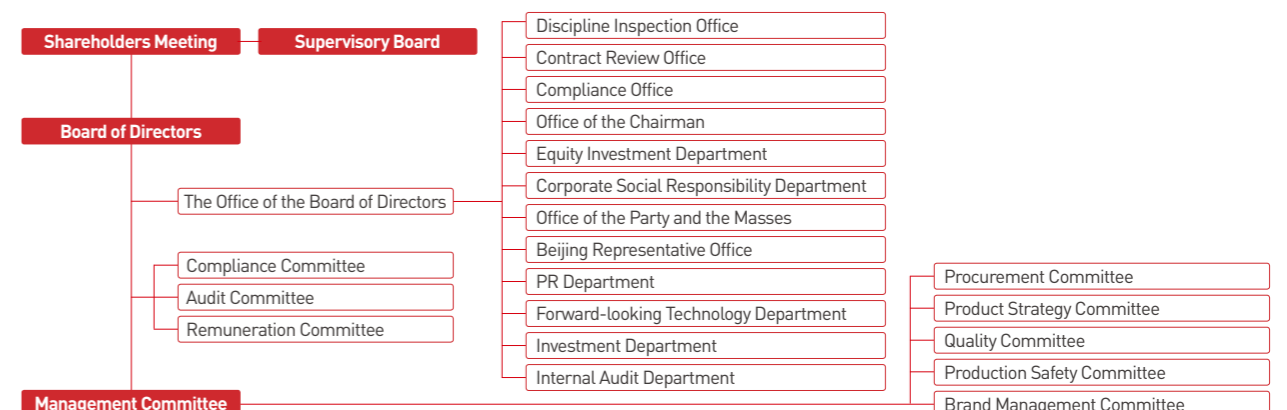 Shareholders Meeting
Supervisory Board
Board of Directors
The Office of the Board of Directors
Compliance Committee
Audit Committee
Remuneration Committee
Management Committee
Discipline Inspection Office
Contract Review Office
Compliance Office
Office of the Chairman
Equity Investment Department
Corporate Social Responsibility Department
Office of the Party and the Masses
Beijing Representative Office
PR Department
Forward-looking Technology Department
Investment Department
Internal Audit Department
Procurement Committee
Product Strategy Committee
Quality Committee
Production Safety Committee
Brand Management Committee